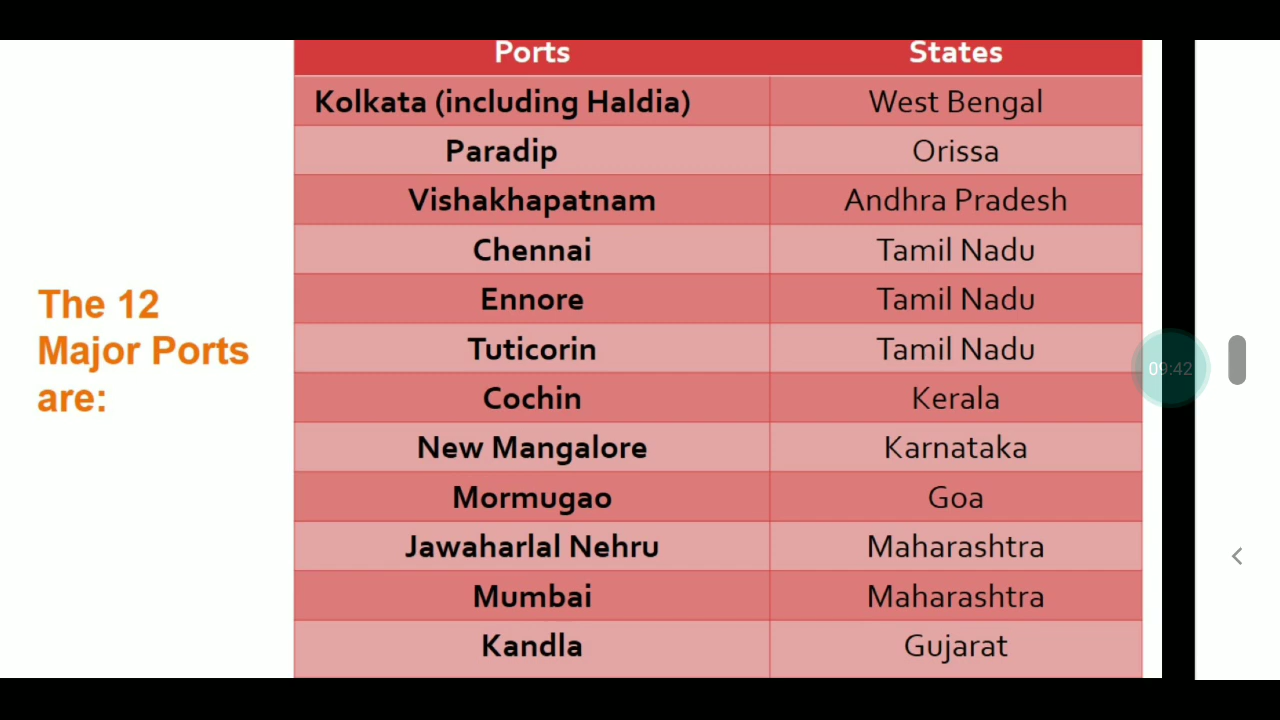 Ports States
Kolkata (including Haldia) West Bengal
Paradip Orissa
Vishakhapatnam Andhra Pradesh
Chennai Tamil Nadu
Ennore Tamil Nadu
Tuticorin Tamil Nadu
Cochin Kerala
New Mangalore Karnataka
Mormugao Goa
Jawaharlal Nehru Maharashtra
Mumbai Maharashtra
Kandla Gujarat
The 12
Major Ports
are:
09:42